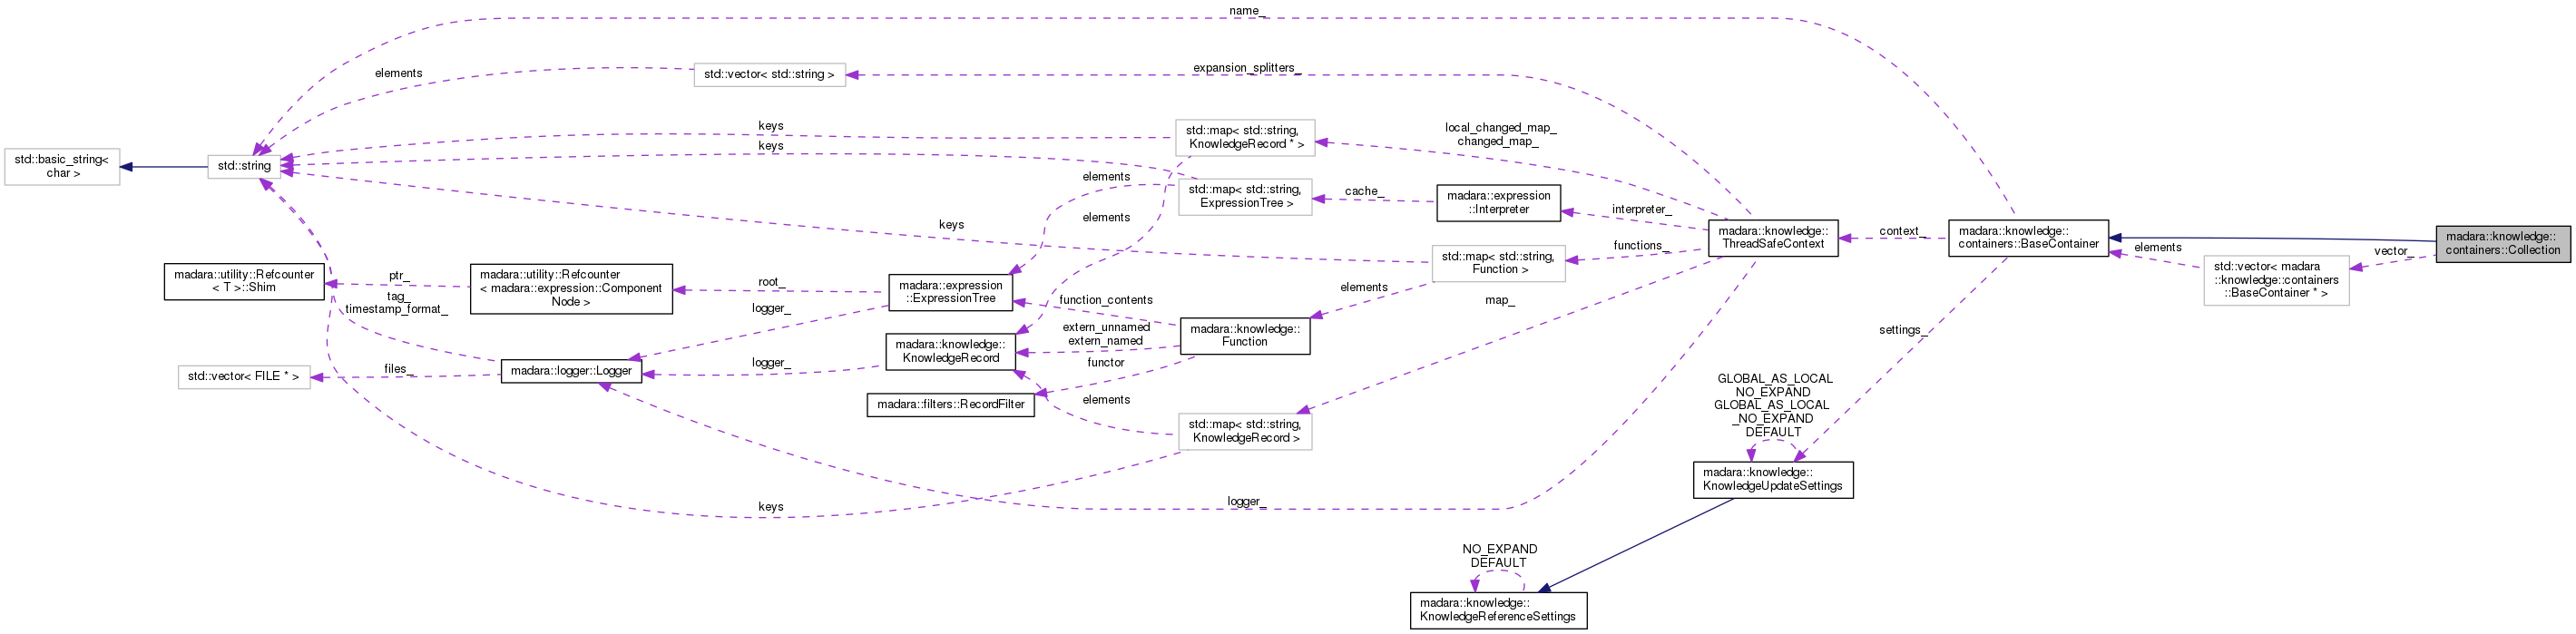 name_
elements
std::vector< std::string >
expansion_splitters_
std::basic_string<
char >
std::string
keys
keys
std::map< std::string,
KnowledgeRecord * >
local_changed_map_
changed_map_
elements
std::map< std::string,
ExpressionTree >
cache_
madara::expression
::Interpreter
interpreter_
elements
keys
functions_
madara::knowledge::
ThreadSafeContext
context_
madara::knowledge::
containers::BaseContainer
elements
vector_
madara::knowledge::
containers::Collection
std::vector< madara
::knowledge::containers
::BaseContainer * >
std::map< std::string,
Function >
madara::utility::Refcounter
< T >::Shim
ptr_
madara::utility::Refcounter
< madara::expression::Component
Node >
root_
madara::expression
::ExpressionTree
elements
tag_
timestamp_format_
logger_
function_contents
map_
extern_unnamed
extern_named
madara::knowledge::
Function
settings_
madara::knowledge::
KnowledgeRecord
std::vector< FILE * >
files_
madara::logger::Logger
logger_
functor
madara::filters::RecordFilter
elements
std::map< std::string,
KnowledgeRecord >
GLOBAL_AS_LOCAL
NO_EXPAND
GLOBAL_AS_LOCAL
_NO_EXPAND
DEFAULT
madara::knowledge::
KnowledgeUpdateSettings
keys
logger_
NO_EXPAND
DEFAULT
madara::knowledge::
KnowledgeReferenceSettings